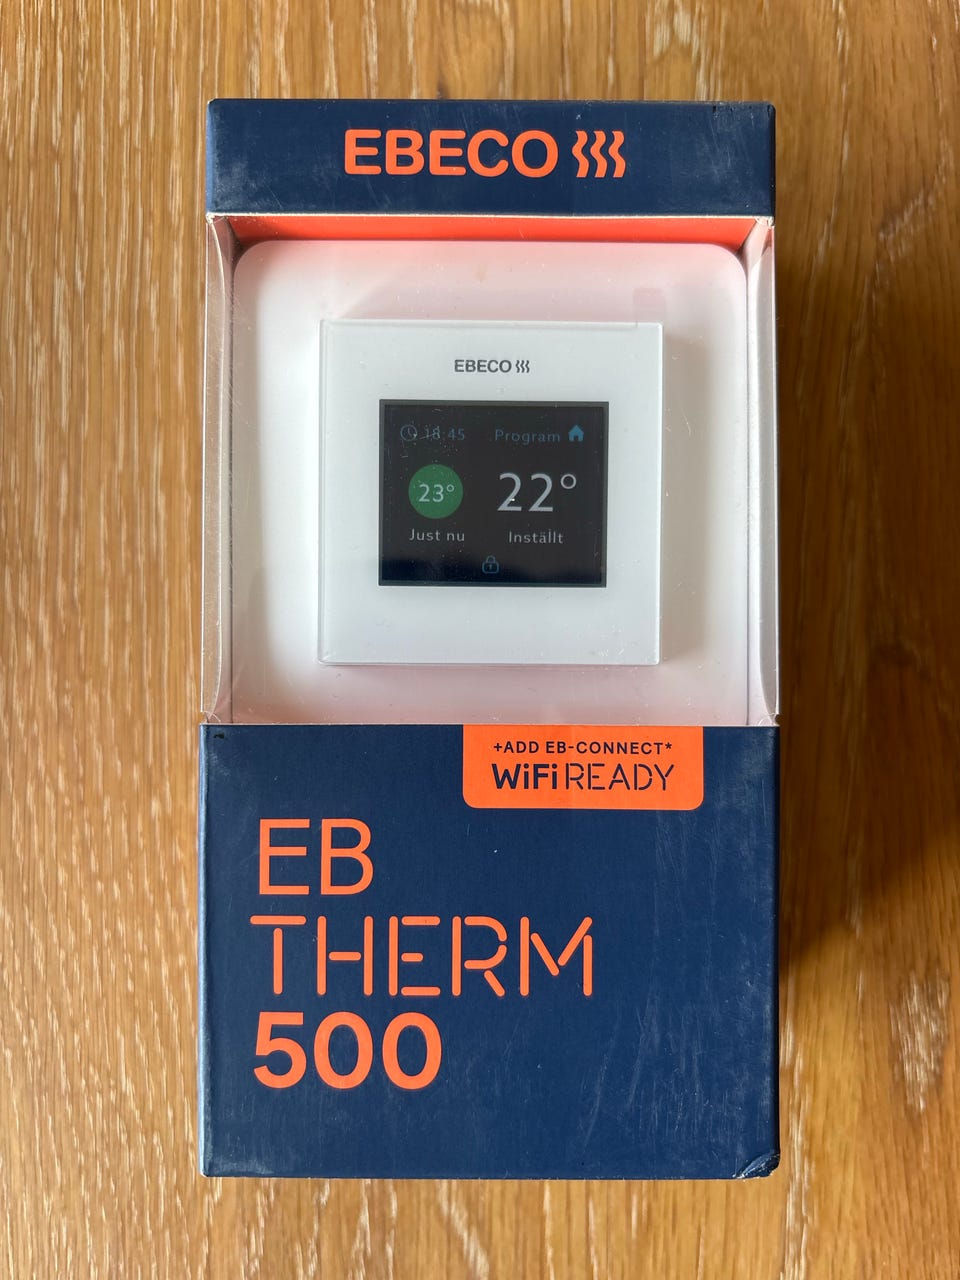 EBECO
EBECO
18:45 Program
23° 22°
Just nu Inställt
+ADD EB-CONNECT*
WiFi READY
EB
THERM
500